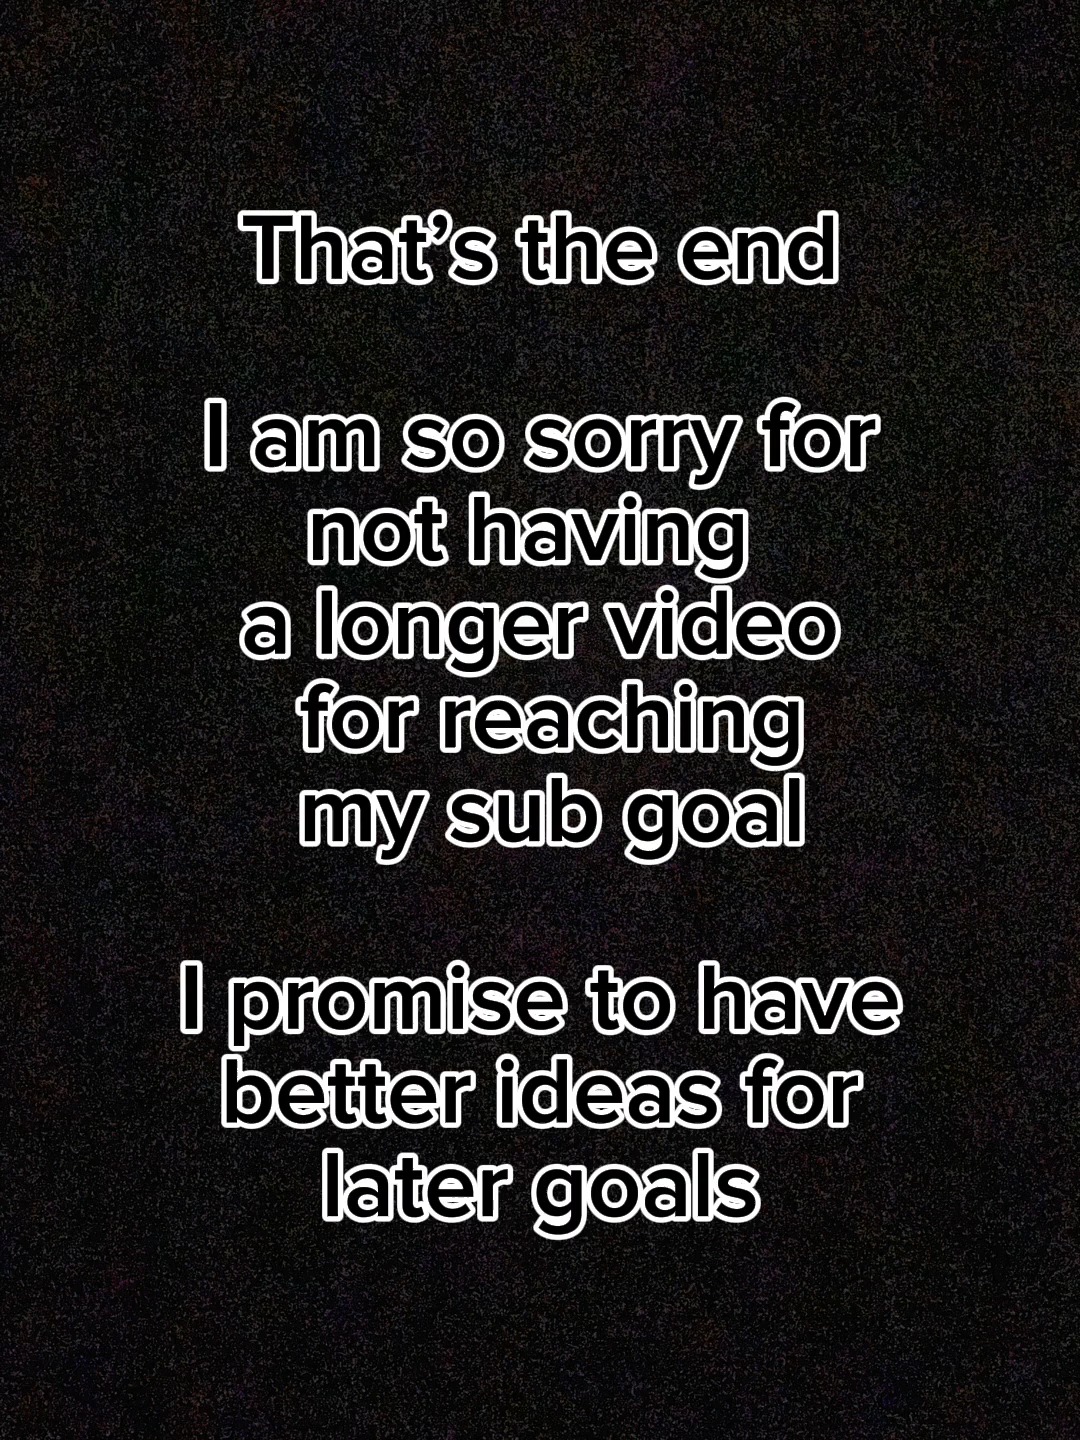 That’s the end
I am so sorry for
not having
a longer video
for reaching
my sub goal
I promise to have
better ideas for
later goals